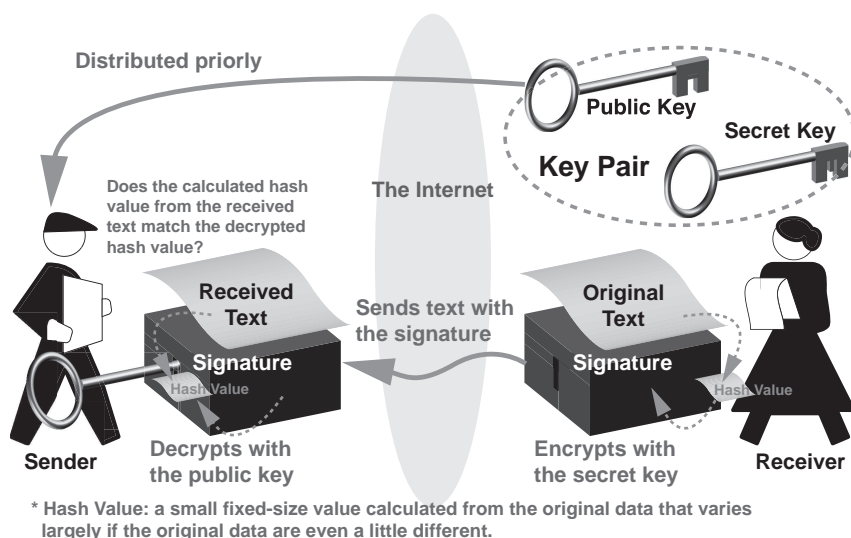 Distributed priorly
Public Key
Secret Key
Key Pair
Does the calculated hash
value from the received
text match the decrypted
hash value?
The Internet
Received
Text
Sends text with
the signature
Original
Text
Signature
Hash Value
Signature
Hash Value
Decrypts with
the public key
Encrypts with
the secret key
Sender
Receiver
* Hash Value: a small fixed-size value calculated from the original data that varies
largely if the original data are even a little different.